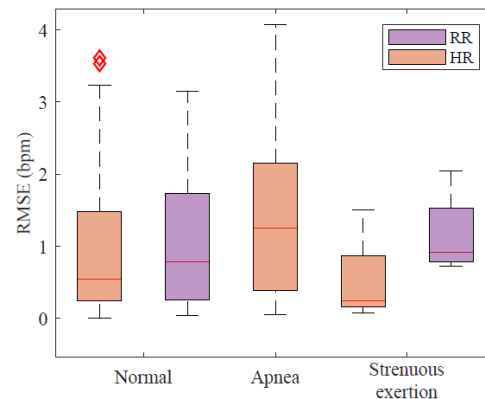 4
3
2
1
0
RMSE (bpm)
RR
HR
Normal
Apnea
Strenuous
exertion